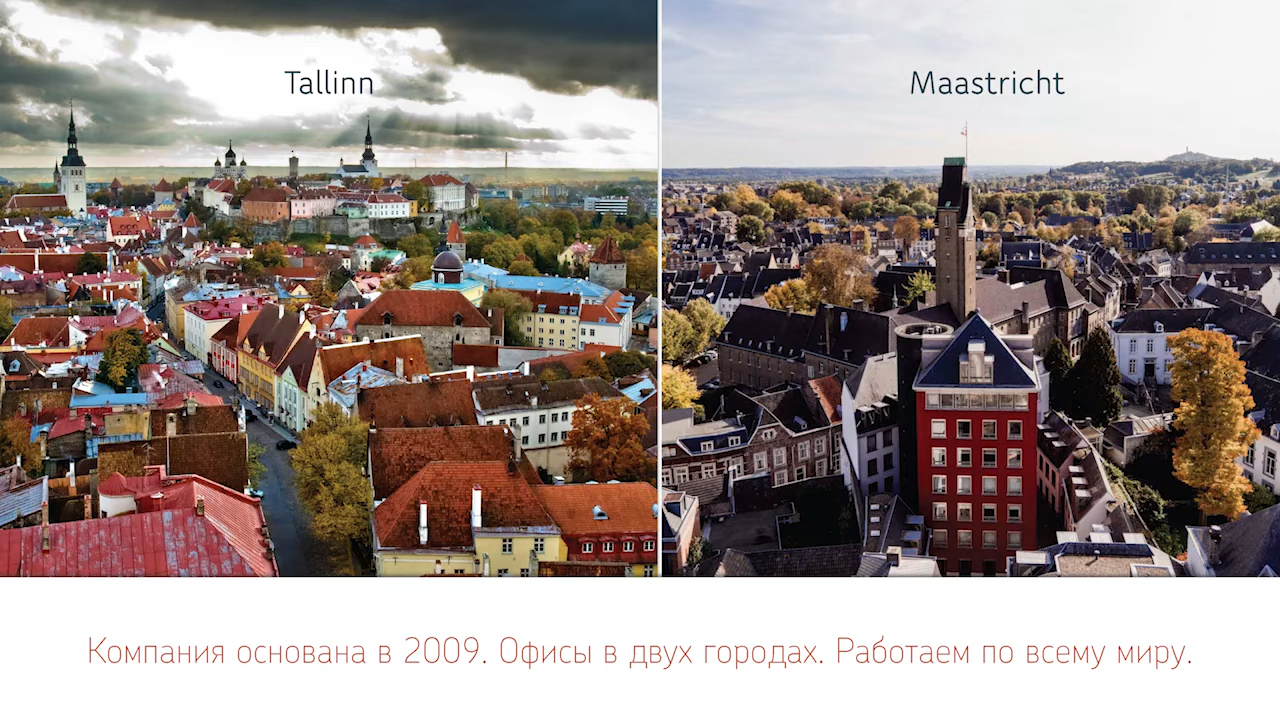 Tallinn
Maastricht
Компания основана в 2009. Офисы в двух городах. Работаем по всему миру.